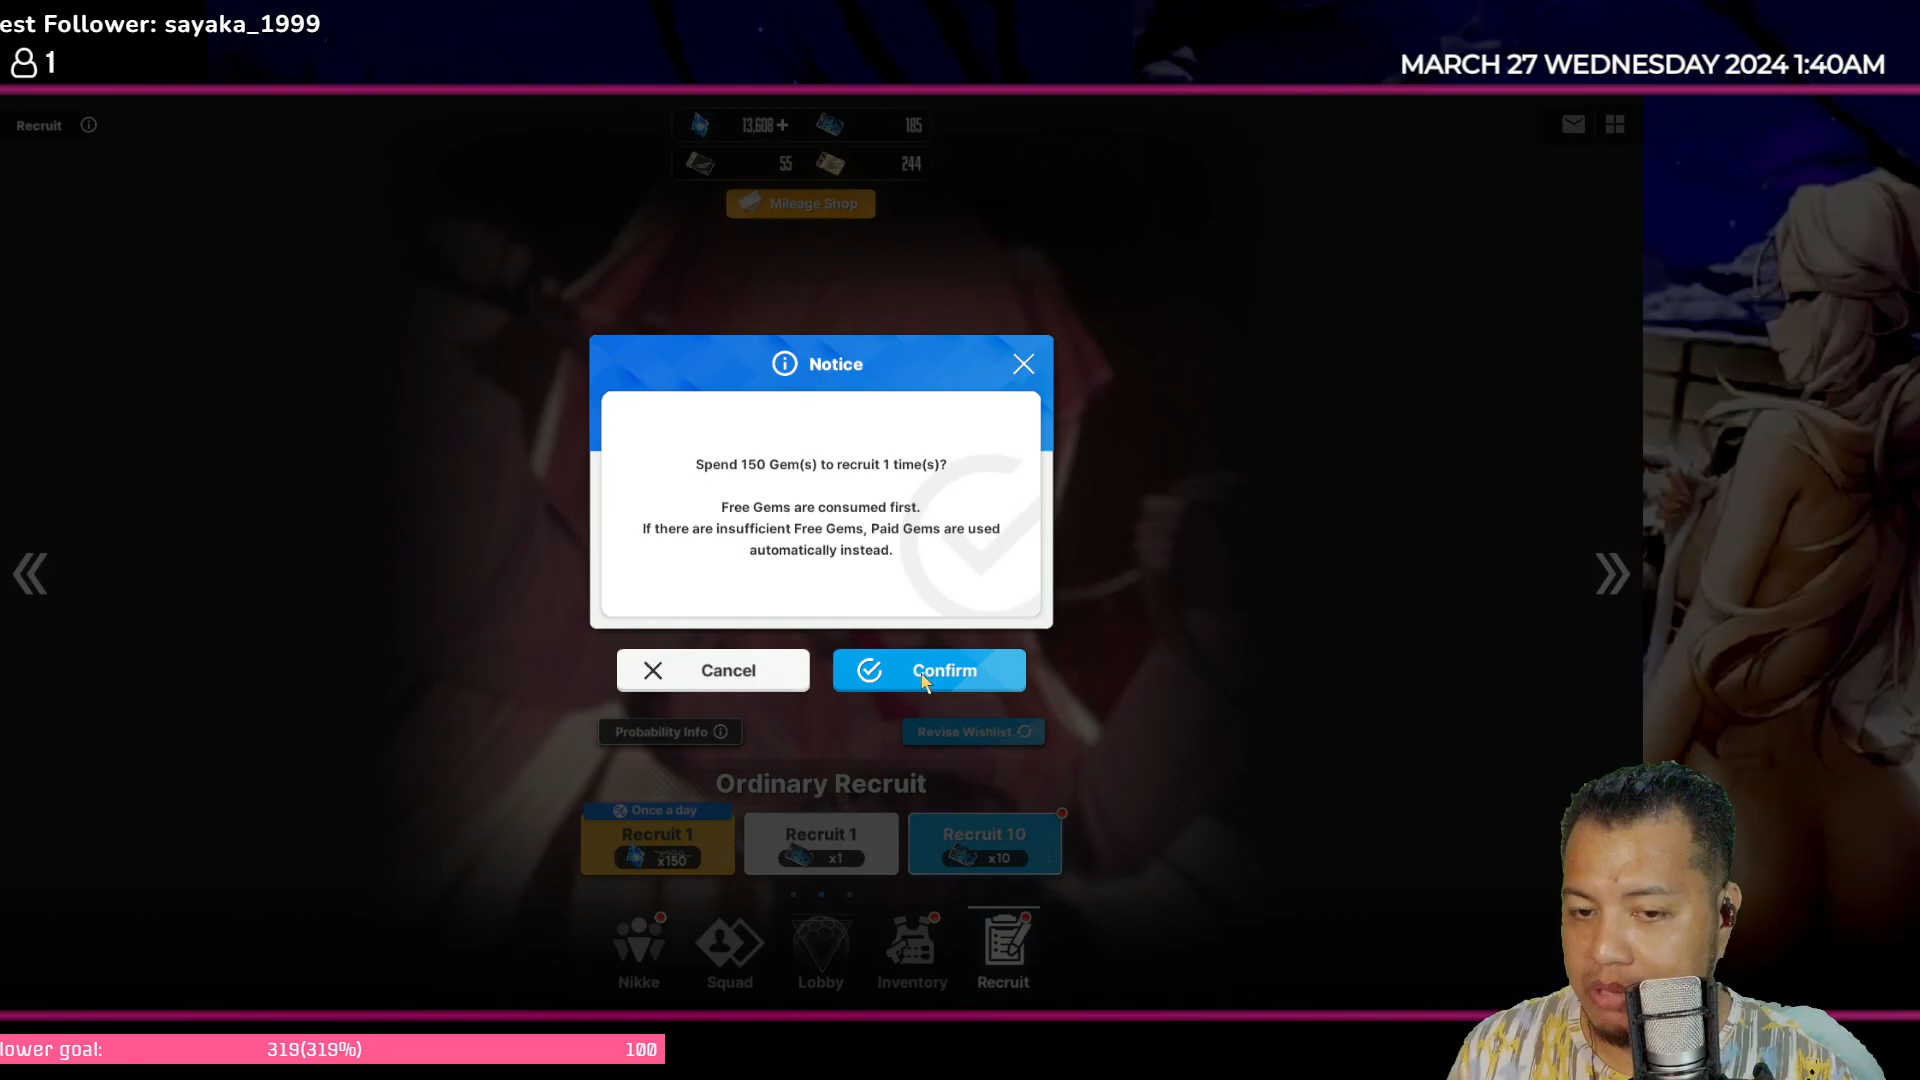 est Follower: sayaka_1999
1
MARCH 27 WEDNESDAY 2024 1:40AM
Recruit
13,608 +
185
55
244
Mileage Shop
Notice
Spend 150 Gem(s) to recruit 1 time(s)?
Free Gems are consumed first.
If there are insufficient Free Gems, Paid Gems are used
automatically instead.
Cancel
Confirm
Probability Info
Revise Wishlist
Ordinary Recruit
Once a day
Recruit 1
x150
Recruit 1
x1
Recruit 10
x10
Nikke
Squad
Lobby
Inventory
Recruit
lower goal:
319(319%)
100